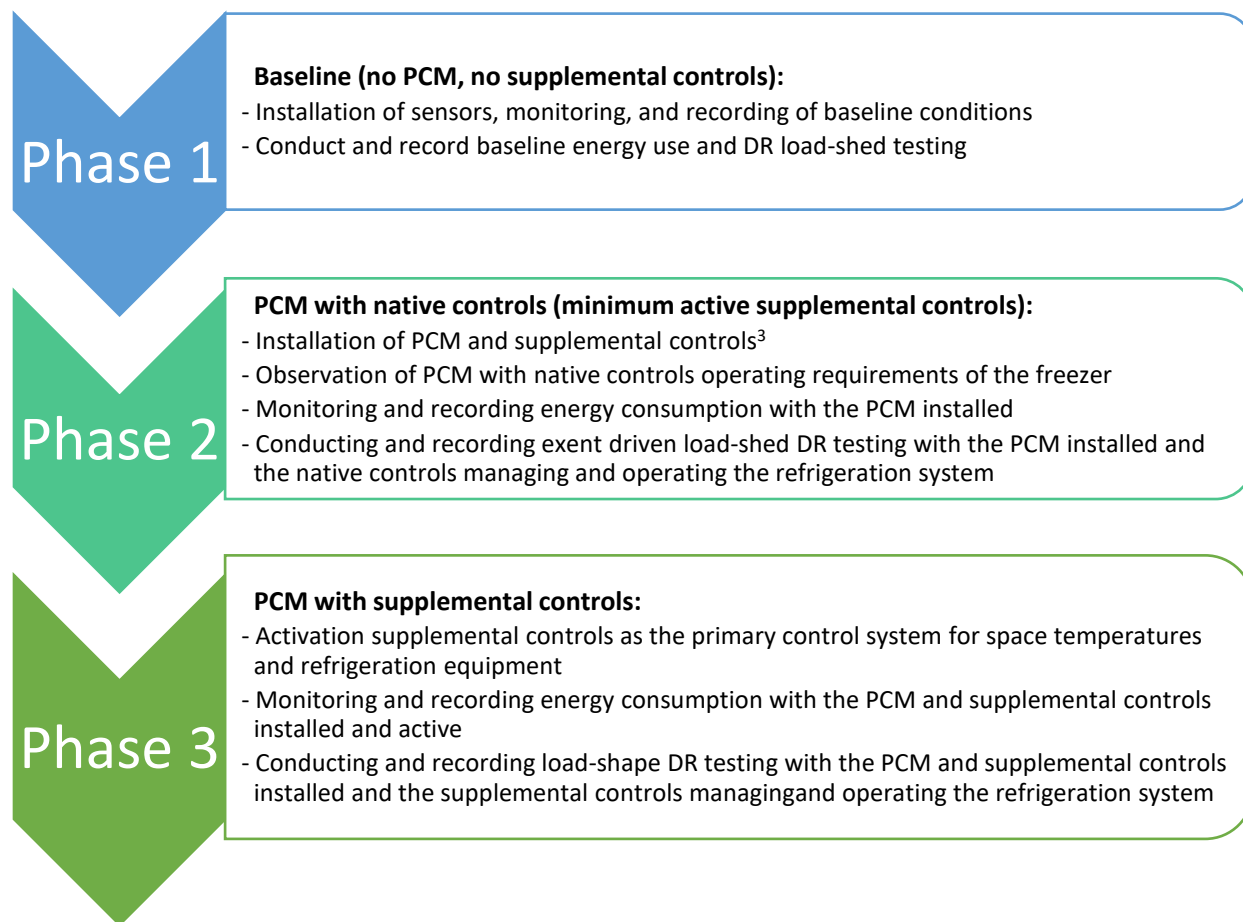 Phase 1
Baseline (no PCM, no supplemental controls):
- Installation of sensors, monitoring, and recording of baseline conditions
- Conduct and record baseline energy use and DR load-shed testing
Phase 2
PCM with native controls (minimum active supplemental controls):
- Installation of PCM and supplemental controls³
- Observation of PCM with native controls operating requirements of the freezer
- Monitoring and recording energy consumption with the PCM installed
- Conducting and recording exent driven load-shed DR testing with the PCM installed and
the native controls managing and operating the refrigeration system
Phase 3
PCM with supplemental controls:
- Activation supplemental controls as the primary control system for space temperatures
and refrigeration equipment
- Monitoring and recording energy consumption with the PCM and supplemental controls
installed and active
- Conducting and recording load-shape DR testing with the PCM and supplemental controls
installed and the supplemental controls managingand operating the refrigeration system